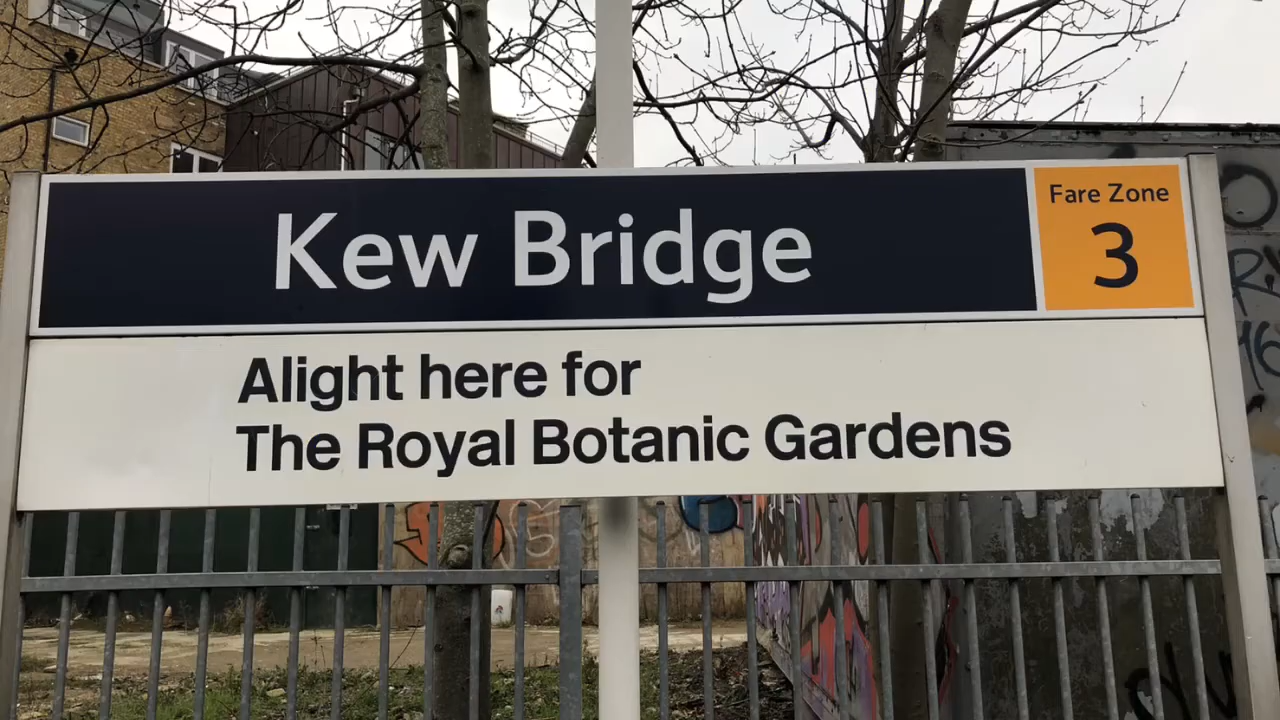 Kew Bridge
Fare Zone
3
Alight here for
The Royal Botanic Gardens